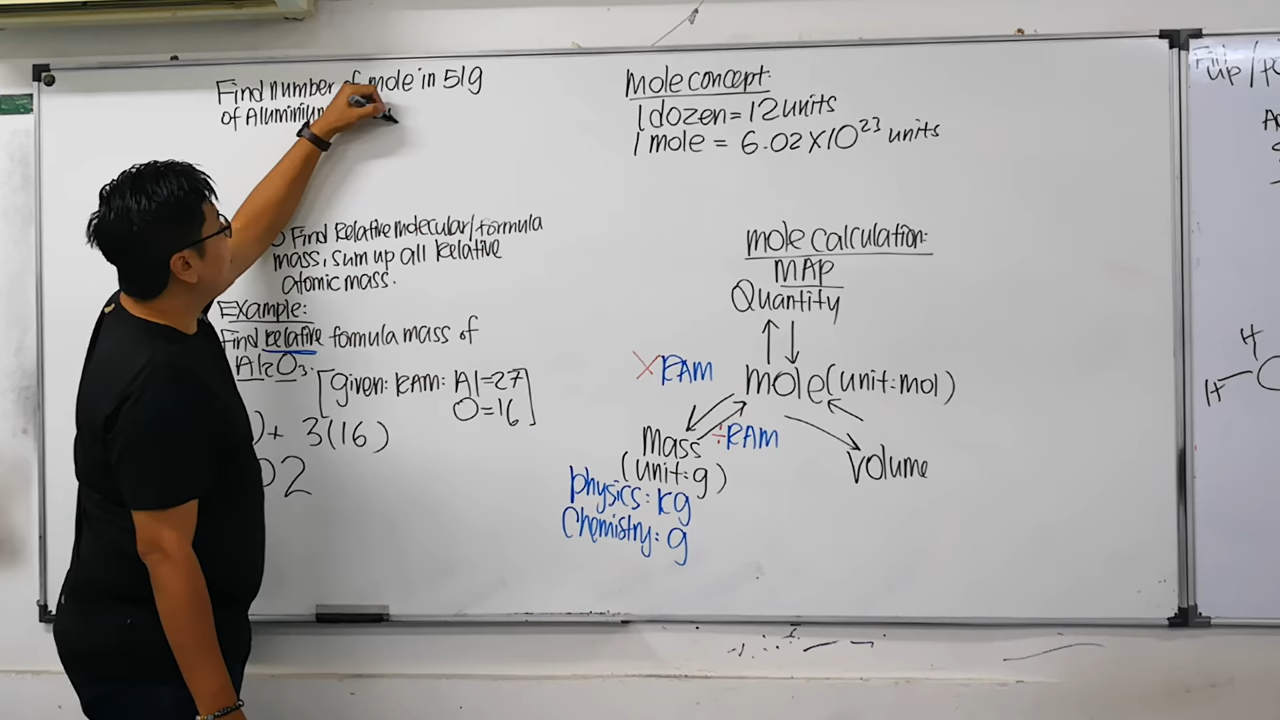 Find number of mole in 51g
of Aluminium
Find Relative molecular/formula
mass, sum up all Relative
atomic mass.
Example:
Find Relative formula mass of
Al2O3.
[Given: RAM: Al=27
O=16]
)+ 3(16)
02
Mole concept:
1 dozen = 12 units
1 mole = 6.02×10²³ units
mole calculation:
MAP
Quantity
×RAM
mole (unit:mol)
÷RAM
Mass
(unit:g)
Volume
physics: kg
Chemistry: g
up /
H
H